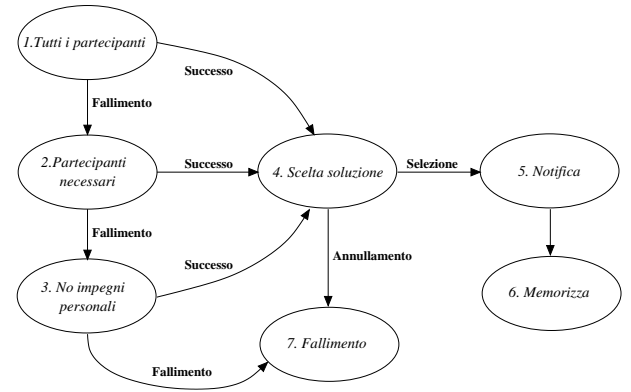 1.Tutti i partecipanti
Successo
Fallimento
2.Partecipanti
necessari
Successo
4. Scelta soluzione
Selezione
5. Notifica
Fallimento
Successo
Annullamento
3. No impegni
personali
6. Memorizza
7. Fallimento
Fallimento